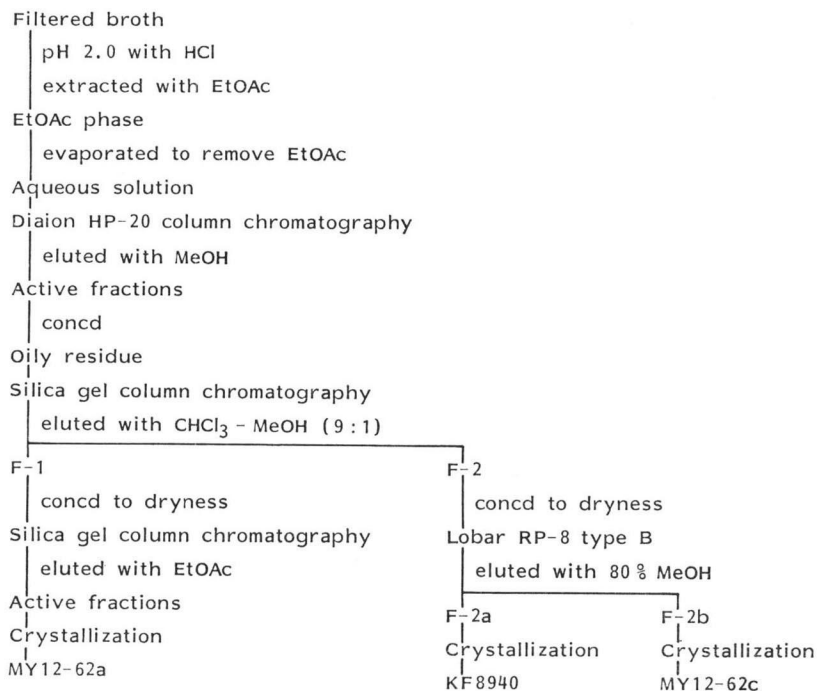 Filtered broth
pH 2.0 with HCl
extracted with EtOAc
EtOAc phase
evaporated to remove EtOAc
Aqueous solution
Diaion HP-20 column chromatography
eluted with MeOH
Active fractions
concd
Oily residue
Silica gel column chromatography
eluted with CHCl₃ - MeOH (9:1)
F-1
concd to dryness
Silica gel column chromatography
eluted with EtOAc
Active fractions
Crystallization
MY12-62a
F-2
concd to dryness
Lobar RP-8 type B
eluted with 80% MeOH
F-2a
Crystallization
KF8940
F-2b
Crystallization
MY12-62c